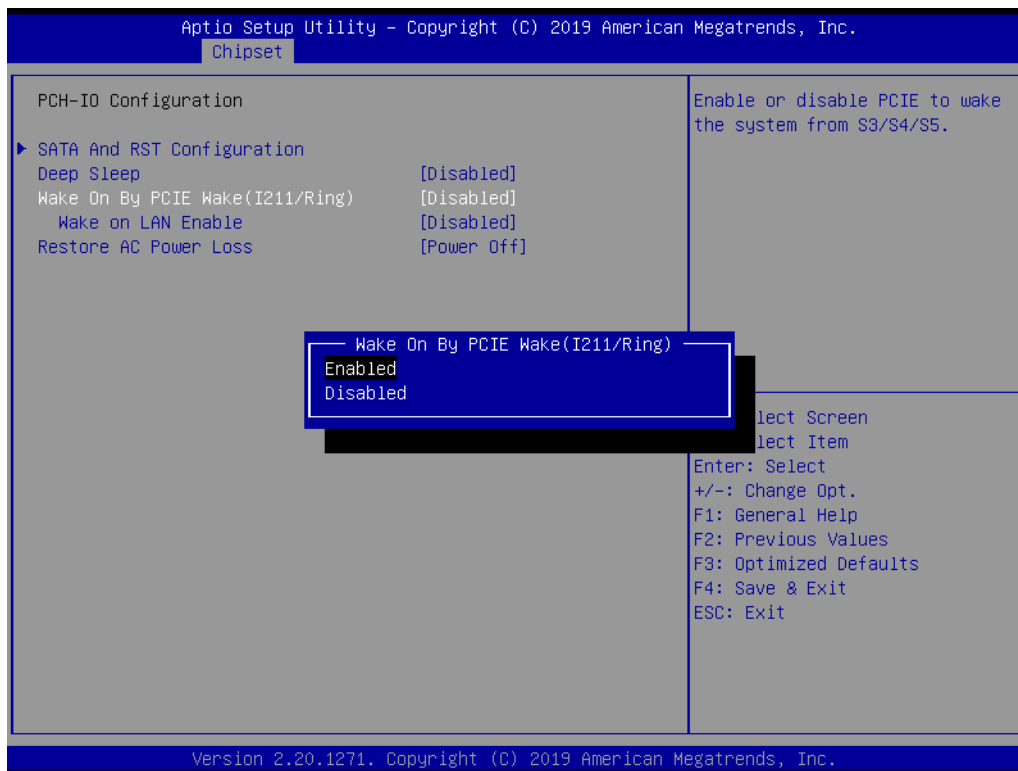 Aptio Setup Utility – Copyright (C) 2019 American Megatrends, Inc.
Chipset
PCH-IO Configuration
SATA And RST Configuration
Deep Sleep [Disabled]
Wake On By PCIE Wake(I211/Ring) [Disabled]
Wake on LAN Enable [Disabled]
Restore AC Power Loss [Power Off]
Enable or disable PCIE to wake
the system from S3/S4/S5.
Wake On By PCIE Wake(I211/Ring)
Enabled
Disabled
lect Screen
lect Item
Enter: Select
+/-: Change Opt.
F1: General Help
F2: Previous Values
F3: Optimized Defaults
F4: Save & Exit
ESC: Exit
Version 2.20.1271. Copyright (C) 2019 American Megatrends, Inc.